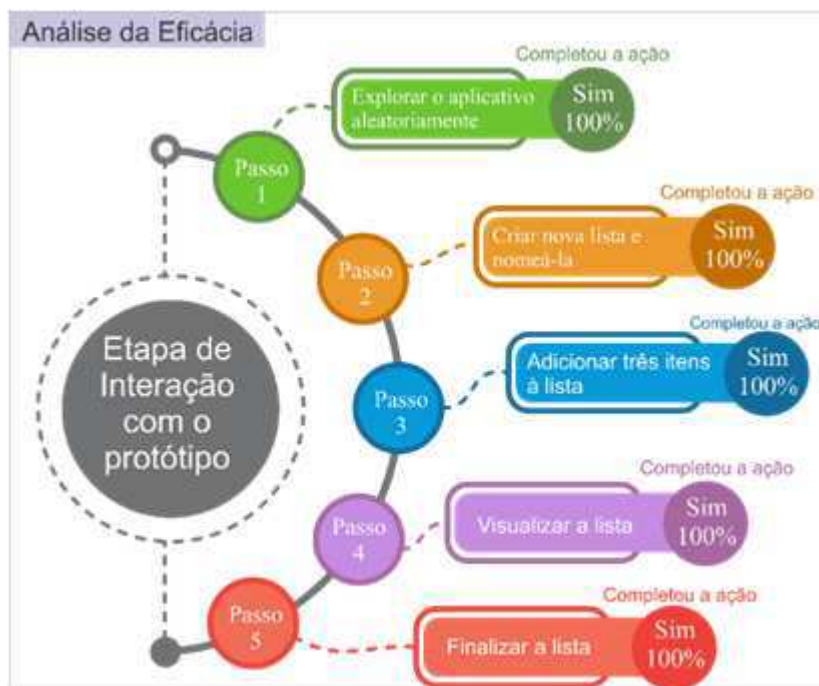 Análise da Eficácia
Etapa de
Interação
com o
protótipo
Passo
1
Explorar o aplicativo
aleatoriamente
Completou a ação
Sim
100%
Passo
2
Criar nova lista e
nomeá-la
Completou a ação
Sim
100%
Passo
3
Adicionar três itens
à lista
Completou a ação
Sim
100%
Passo
4
Visualizar a lista
Completou a ação
Sim
100%
Passo
5
Finalizar a lista
Completou a ação
Sim
100%